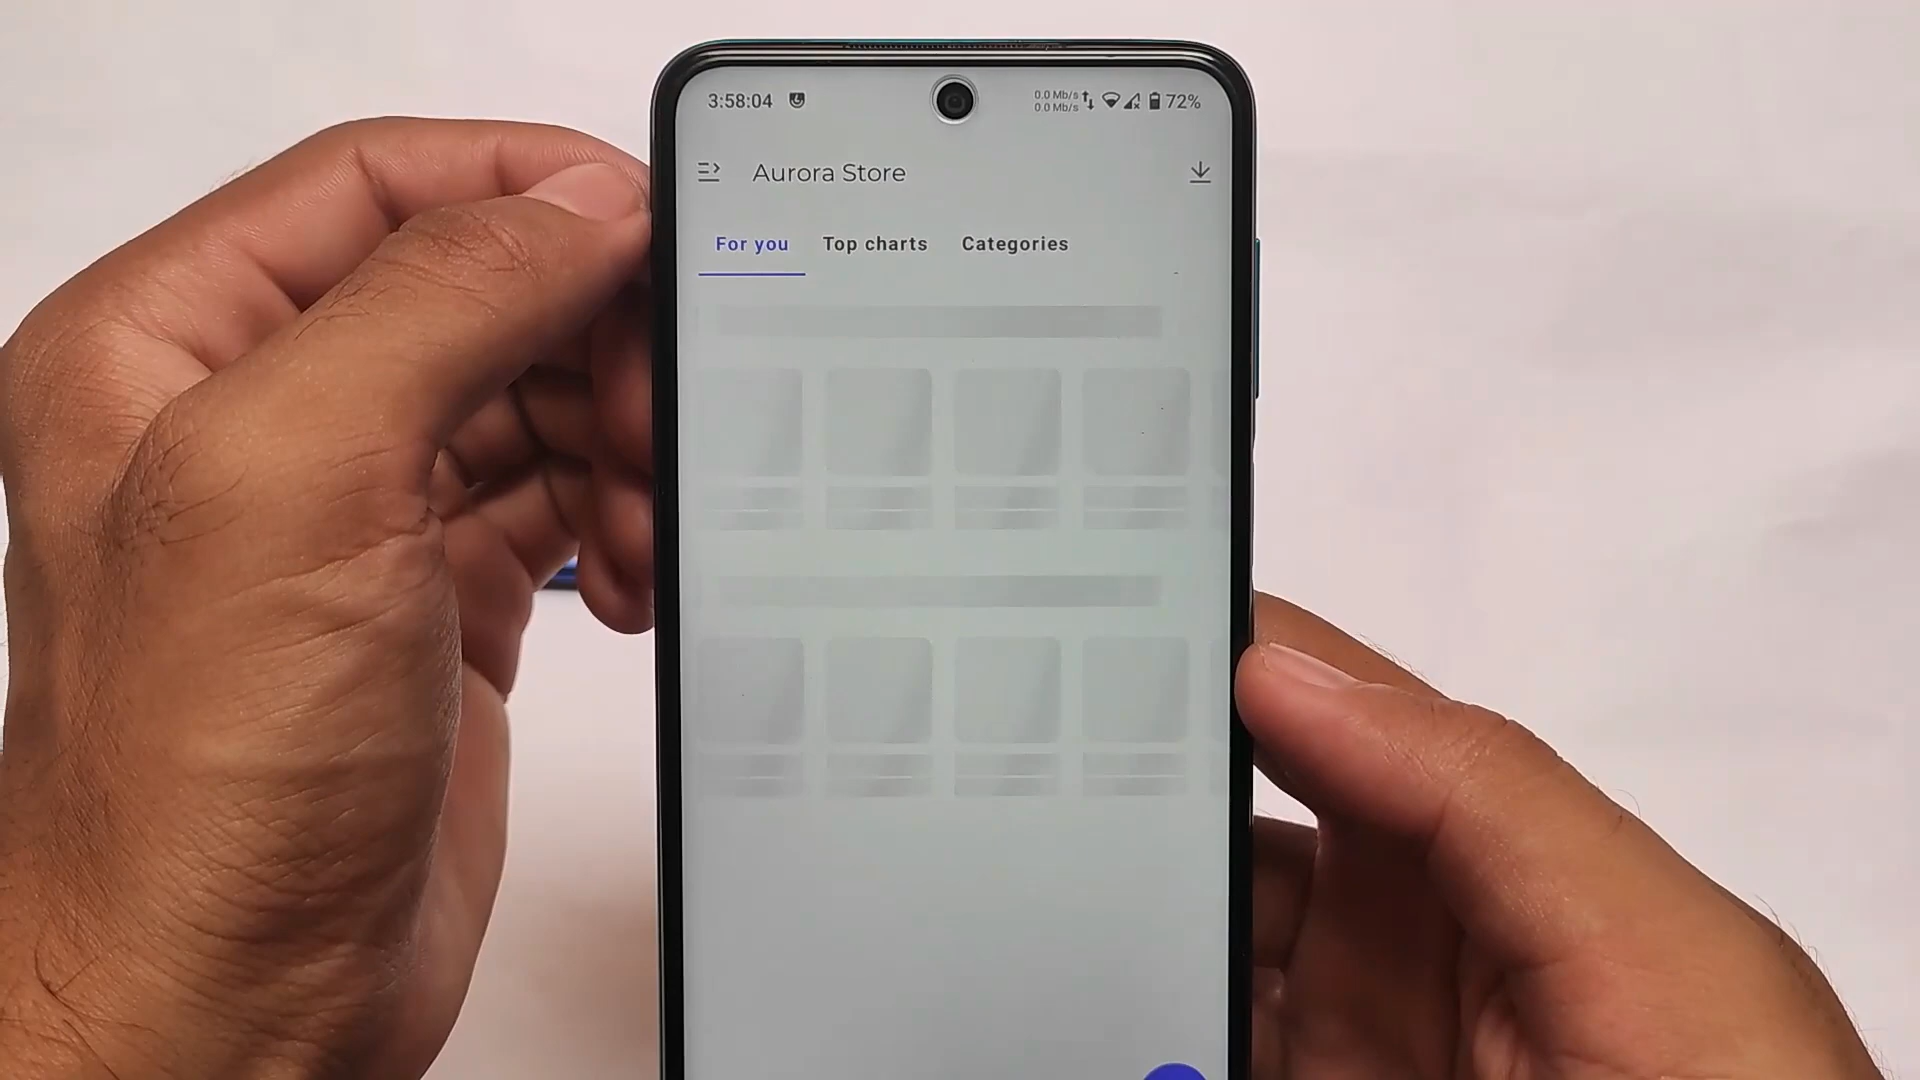 3:58:04
0.0 Mb/s
0.0 Mb/s
72%
Aurora Store
For you Top charts Categories